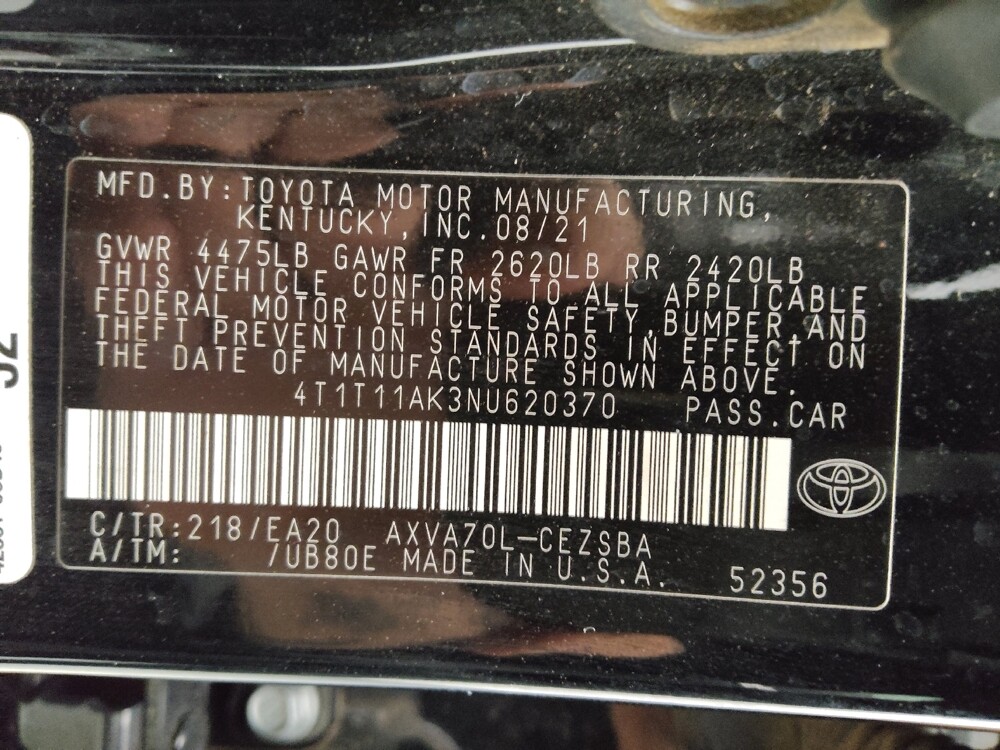 MFD.BY:TOYOTA MOTOR MANUFACTURING,
KENTUCKY,INC.08/21
GVWR 4475LB GAWR FR 2620LB RR 2420LB
THIS VEHICLE CONFORMS TO ALL APPLICABLE
FEDERAL MOTOR VEHICLE SAFETY,BUMPER,AND
THEFT PREVENTION STANDARDS IN EFFECT ON
THE DATE OF MANUFACTURE SHOWN ABOVE.
4T1T11AK3NU620370 PASS.CAR
C/TR:218/EA20 AXVA70L-CEZSBA
A/TM: /UB80E MADE IN U.S.A. 52356